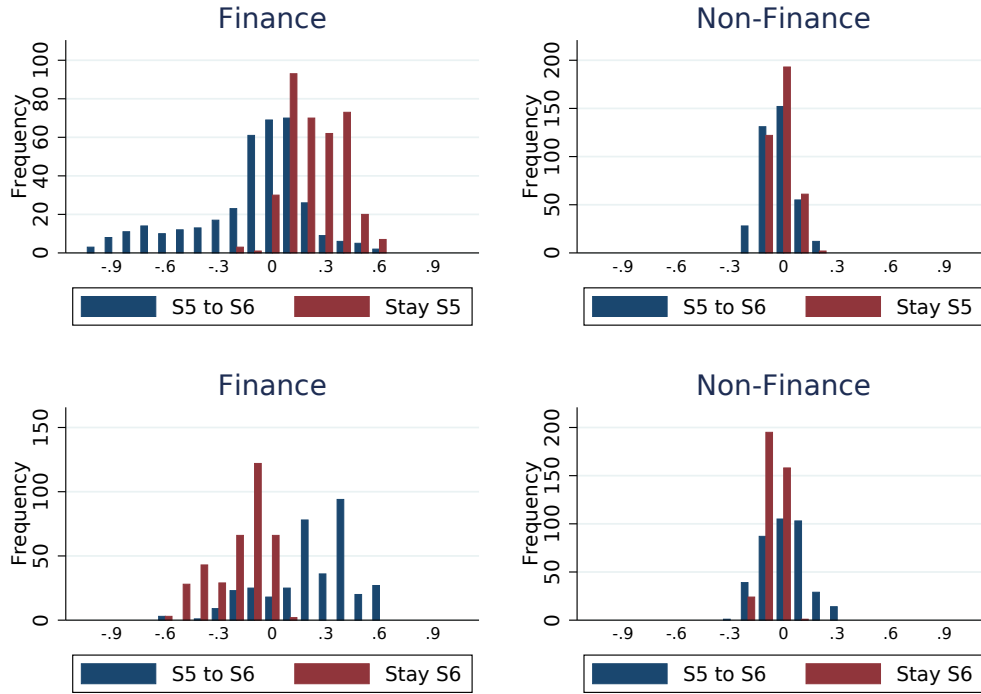 Finance
Non-Finance
Frequency
0 20 40 60 80 100
-.9 -.6 -.3 0 .3 .6 .9
S5 to S6 Stay S5
Frequency
0 50 100 150 200
-.9 -.6 -.3 0 .3 .6 .9
S5 to S6 Stay S5
Finance
Non-Finance
Frequency
0 50 100 150
-.9 -.6 -.3 0 .3 .6 .9
S5 to S6 Stay S6
Frequency
0 50 100 150 200
-.9 -.6 -.3 0 .3 .6 .9
S5 to S6 Stay S6